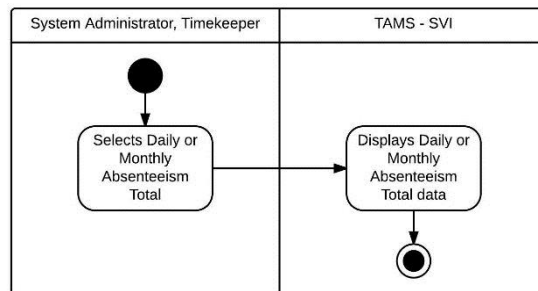 System Administrator, Timekeeper
TAMS - SVI
Selects Daily or
Monthly
Absenteeism
Total
Displays Daily or
Monthly
Absenteeism
Total data